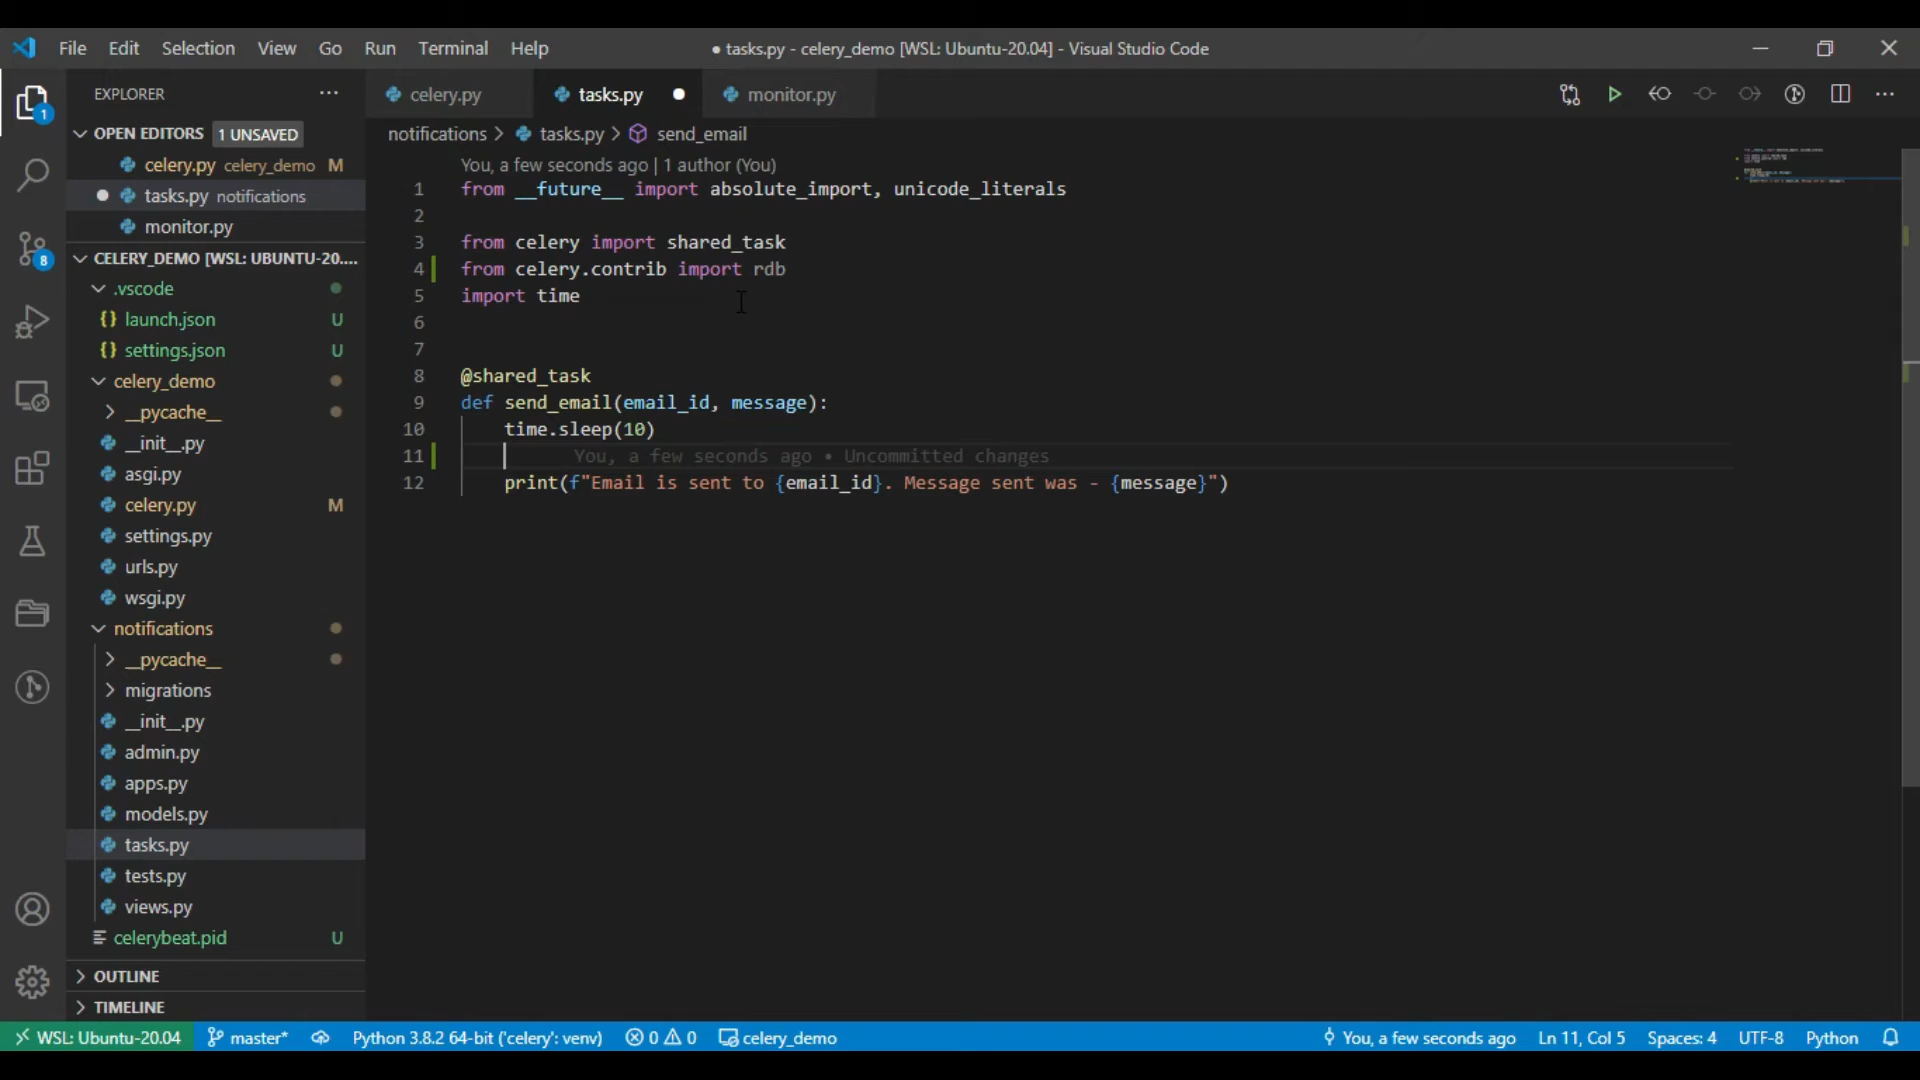 File Edit Selection View Go Run Terminal Help ● tasks.py - celery_demo [WSL: Ubuntu-20.04] - Visual Studio Code
EXPLORER ...
celery.py tasks.py ● monitor.py
OPEN EDITORS 1 UNSAVED
celery.py celery_demo M
● tasks.py notifications
monitor.py
CELERY_DEMO [WSL: UBUNTU-20....
.vscode
{} launch.json U
{} settings.json U
celery_demo
__pycache__
__init__.py
asgi.py
celery.py M
settings.py
urls.py
wsgi.py
notifications
__pycache__
migrations
__init__.py
admin.py
apps.py
models.py
tasks.py
tests.py
views.py
celerybeat.pid U
OUTLINE
TIMELINE
1
8
notifications > tasks.py > send_email
You, a few seconds ago | 1 author (You)
1 from __future__ import absolute_import, unicode_literals
2
3 from celery import shared_task
4 from celery.contrib import rdb
5 import time
6
7
8 @shared_task
9 def send_email(email_id, message):
10 time.sleep(10)
11 You, a few seconds ago • Uncommitted changes
12 print(f"Email is sent to {email_id}. Message sent was - {message}")
WSL: Ubuntu-20.04 master* Python 3.8.2 64-bit ('celery': venv) 0 0 celery_demo You, a few seconds ago Ln 11, Col 5 Spaces: 4 UTF-8 Python